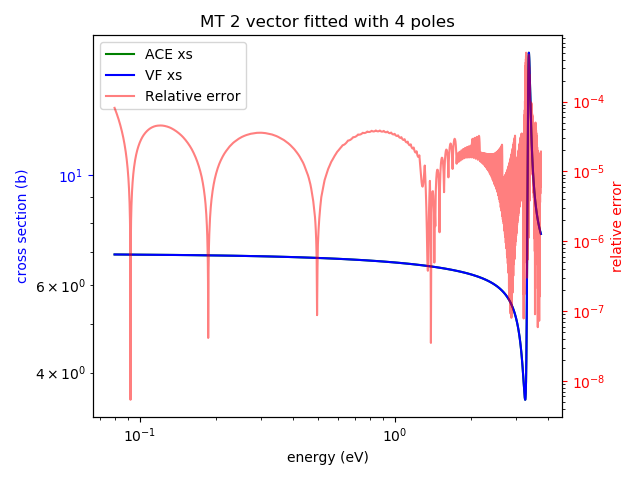 MT 2 vector fitted with 4 poles
ACE xs
VF xs
Relative error
cross section (b)
10¹
6 × 10⁰
4 × 10⁰
10⁻⁴
10⁻⁵
10⁻⁶
10⁻⁷
10⁻⁸
relative error
10⁻¹
10⁰
energy (eV)